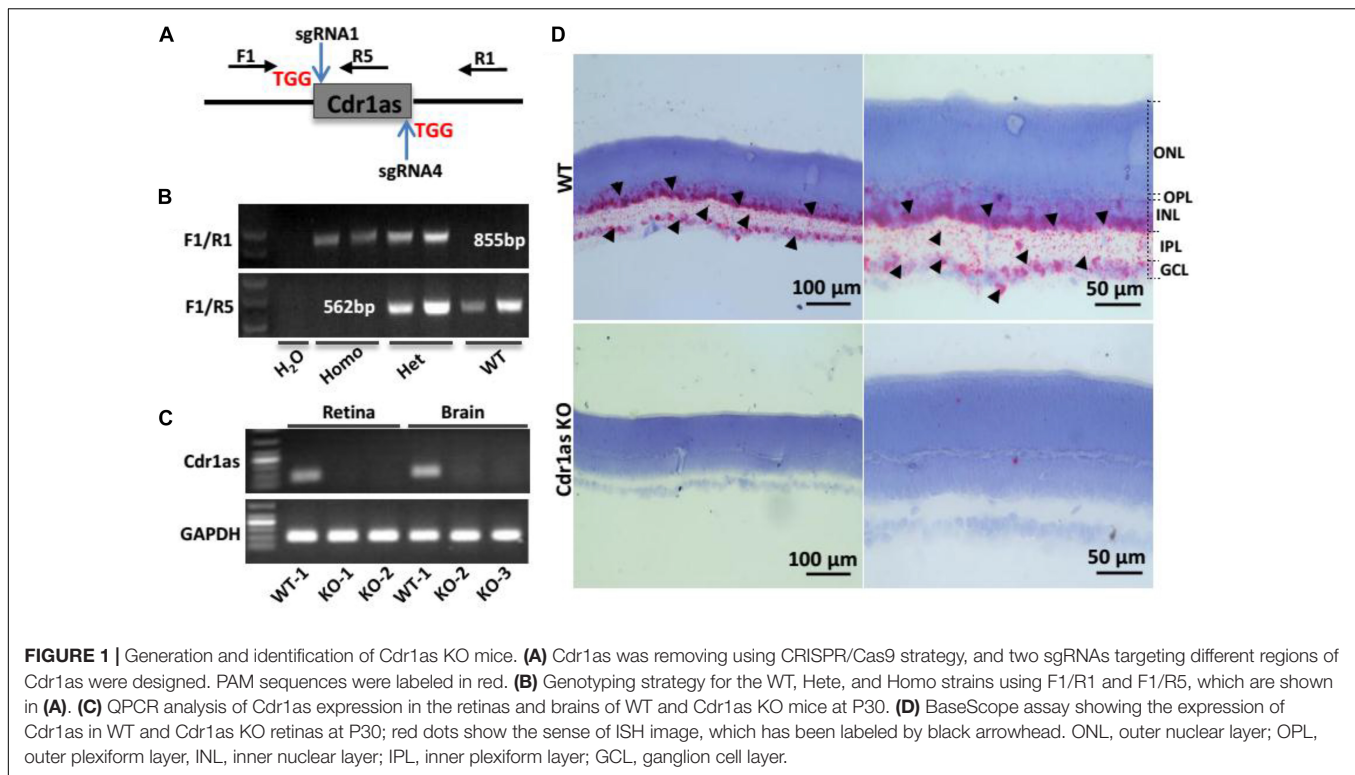 A
sgRNA1
F1
R5
R1
TGG
Cdr1as
TGG
sgRNA4
B
F1/R1
855bp
F1/R5
562bp
H2O
Homo
Het
WT
C
Retina
Brain
Cdr1as
GAPDH
WT-1
KO-1
KO-2
WT-1
KO-2
KO-3
D
WT
100 μm
50 μm
ONL
OPL
INL
IPL
GCL
Cdr1as KO
100 μm
50 μm
FIGURE 1 | Generation and identification of Cdr1as KO mice. (A) Cdr1as was removing using CRISPR/Cas9 strategy, and two sgRNAs targeting different regions of
Cdr1as were designed. PAM sequences were labeled in red. (B) Genotyping strategy for the WT, Hete, and Homo strains using F1/R1 and F1/R5, which are shown
in (A). (C) QPCR analysis of Cdr1as expression in the retinas and brains of WT and Cdr1as KO mice at P30. (D) BaseScope assay showing the expression of
Cdr1as in WT and Cdr1as KO retinas at P30; red dots show the sense of ISH image, which has been labeled by black arrowhead. ONL, outer nuclear layer; OPL,
outer plexiform layer, INL, inner nuclear layer; IPL, inner plexiform layer; GCL, ganglion cell layer.